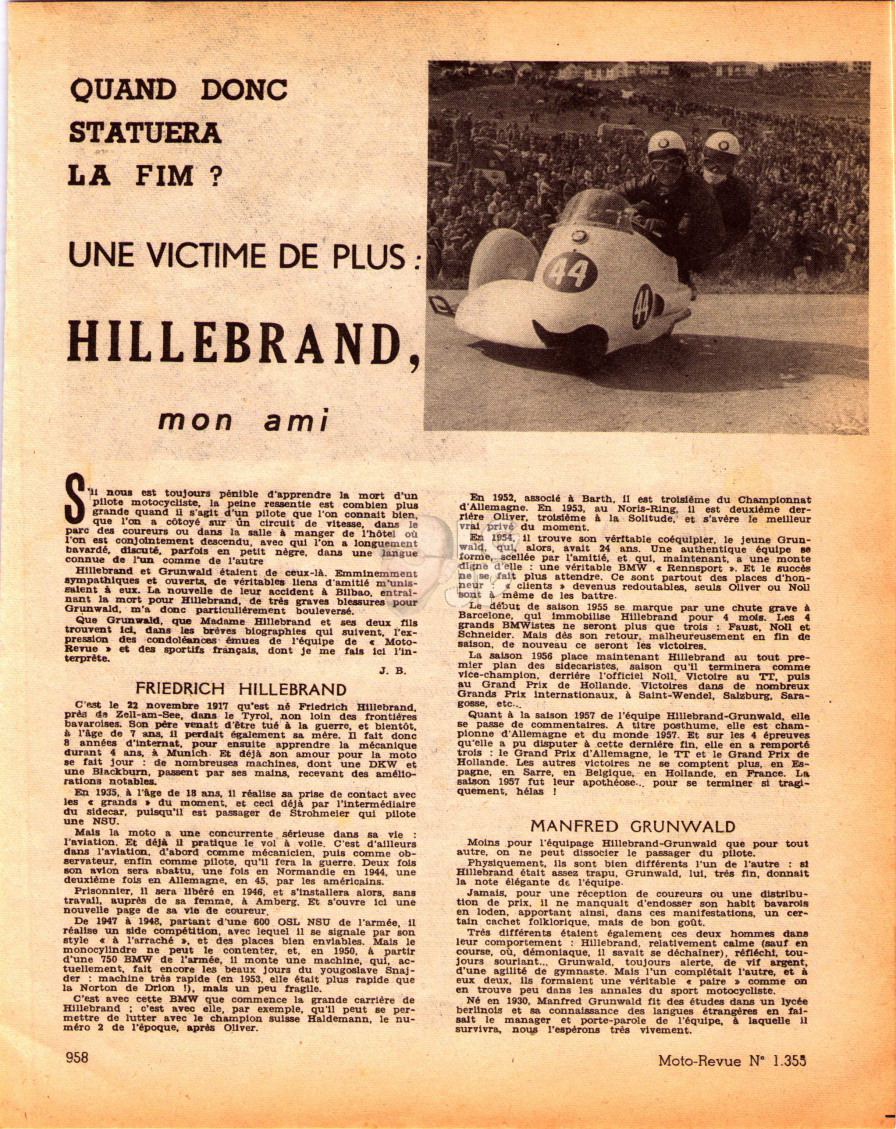 QUAND DONC
STATUERA
LA FIM ?
UNE VICTIME DE PLUS :
HILLEBRAND,
mon ami
44
44
S'il nous est toujours pénible d'apprendre la mort d'un
pilote motocycliste, la peine ressentie est combien plus
grande quand il s'agit d'un pilote que l'on connait bien,
que l'on a côtoyé sur un circuit de vitesse, dans le
parc des coureurs ou dans la salle à manger de l'hôtel où
l'on est conjointement descendu, avec qui l'on a longuement
bavardé, discuté, parfois en petit nègre, dans une langue
connue de l'un comme de l'autre
Hillebrand et Grunwald étaient de ceux-là. Emminemment
sympathiques et ouverts, de véritables liens d'amitié m'unis-
saient à eux. La nouvelle de leur accident à Bilbao, entraî-
nant la mort pour Hillebrand, de très graves blessures pour
Grunwald, m'a donc particulièrement bouleversé.
Que Grunwald, que Madame Hillebrand et ses deux fils
trouvent ici, dans les brèves biographies qui suivent, l'ex-
pression des condoléances émues de l'équipe de « Moto-
Revue » et des sportifs français, dont je me fais ici l'in-
terprète.
J. B.
FRIEDRICH HILLEBRAND
C'est le 22 novembre 1917 qu'est né Friedrich Hillebrand,
près de Zell-am-See, dans le Tyrol, non loin des frontières
bavaroises. Son père venait d'être tué à la guerre, et bientôt,
à l'âge de 7 ans, il perdait également sa mère. Il fait donc
8 années d'internat, pour ensuite apprendre la mécanique
durant 4 ans, à Munich. Et déjà son amour pour la moto
se fait jour : de nombreuses machines, dont une DKW et
une Blackburn, passent par ses mains, recevant des amélio-
rations notables.
En 1935, à l'âge de 18 ans, il réalise sa prise de contact avec
les « grands » du moment, et ceci déjà par l'intermédiaire
du sidecar, puisqu'il est passager de Strohmeier qui pilote
une NSU.
Mais la moto a une concurrente sérieuse dans sa vie :
l'aviation. Et déjà il pratique le vol à voile. C'est d'ailleurs
dans l'aviation, d'abord comme mécanicien, puis comme ob-
servateur, enfin comme pilote, qu'il fera la guerre. Deux fois
son avion sera abattu, une fois en Normandie en 1944, une
deuxième fois en Allemagne, en 45, par les américains.
Prisonnier, il sera libéré en 1946, et s'installera alors, sans
travail, auprès de sa femme, à Amberg. Et s'ouvre ici une
nouvelle page de sa vie de coureur.
De 1947 à 1948, partant d'une 600 OSL NSU de l'armée, il
réalise un side compétition, avec lequel il se signale par son
style « à l'arraché », et des places bien enviables. Mais le
monocylindre ne peut le contenter, et, en 1950, à partir
d'une 750 BMW de l'armée, il monte une machine, qui, ac-
tuellement, fait encore les beaux jours du yougoslave Snaj-
der : machine très rapide (en 1953, elle était plus rapide que
la Norton de Drion !), mais un peu fragile.
C'est avec cette BMW que commence la grande carrière de
Hillebrand ; c'est avec elle, par exemple, qu'il peut se per-
mettre de lutter avec le champion suisse Haldemann, le nu-
méro 2 de l'époque, après Oliver.
En 1952, associé à Barth, il est troisième du Championnat
d'Allemagne. En 1953, au Noris-Ring, il est deuxième der-
rière Oliver, troisième à la Solitude, et s'avère le meilleur
vrai privé du moment.
En 1954, il trouve son véritable coéquipier, le jeune Grun-
wald, qui, alors, avait 24 ans. Une authentique équipe se
forme, scellée par l'amitié, et qui, maintenant, a une monte
digne d'elle : une véritable BMW « Rennsport ». Et le succès
ne se fait plus attendre. Ce sont partout des places d'hon-
neur « clients » devenus redoutables, seuls Oliver ou Noll
sont à même de les battre.
Le début de saison 1955 se marque par une chute grave à
Barcelone, qui immobilise Hillebrand pour 4 mois. Les 4
grands BMWistes ne seront plus que trois : Faust, Noll et
Schneider. Mais dès son retour, malheureusement en fin de
saison, de nouveau ce seront les victoires.
La saison 1956 place maintenant Hillebrand au tout pre-
mier plan des sidecaristes, saison qu'il terminera comme
vice-champion, derrière l'officiel Noll. Victoire au TT, puis
au Grand Prix de Hollande. Victoires dans de nombreux
Grands Prix internationaux, à Saint-Wendel, Salzburg, Sara-
gosse, etc...
Quant à la saison 1957 de l'équipe Hillebrand-Grunwald, elle
se passe de commentaires. A titre posthume, elle est cham-
pionne d'Allemagne et du monde 1957. Et sur les 4 épreuves
qu'elle a pu disputer à cette dernière fin, elle en a remporté
trois : le Grand Prix d'Allemagne, le TT et le Grand Prix de
Hollande. Les autres victoires ne se comptent plus, en Es-
pagne, en Sarre, en Belgique, en Hollande, en France. La
saison 1957 fut leur apothéose... pour se terminer si tragi-
quement, hélas !
MANFRED GRUNWALD
Moins pour l'équipage Hillebrand-Grunwald que pour tout
autre, on ne peut dissocier le passager du pilote.
Physiquement, ils sont bien différents l'un de l'autre : si
Hillebrand était assez trapu, Grunwald, lui, très fin, donnait
la note élégante de l'équipe.
Jamais, pour une réception de coureurs ou une distribu-
tion de prix, il ne manquait d'endosser son habit bavarois
en loden, apportant ainsi, dans ces manifestations, un cer-
tain cachet folklorique, mais de bon goût.
Très différents étaient également ces deux hommes dans
leur comportement : Hillebrand, relativement calme (sauf en
course, où, démoniaque, il savait se déchaîner), réfléchi, tou-
jours souriant... Grunwald, toujours alerte, de vif argent,
d'une agilité de gymnaste. Mais l'un complétait l'autre, et à
eux deux, ils formaient une véritable « paire » comme on
en trouve peu dans les annales du sport motocycliste.
Né en 1930, Manfred Grunwald fit des études dans un lycée
berlinois et sa connaissance des langues étrangères en fai-
sait le manager et porte-parole de l'équipe, à laquelle il
survivra, nous l'espérons très vivement.
958
Moto-Revue N° 1.355